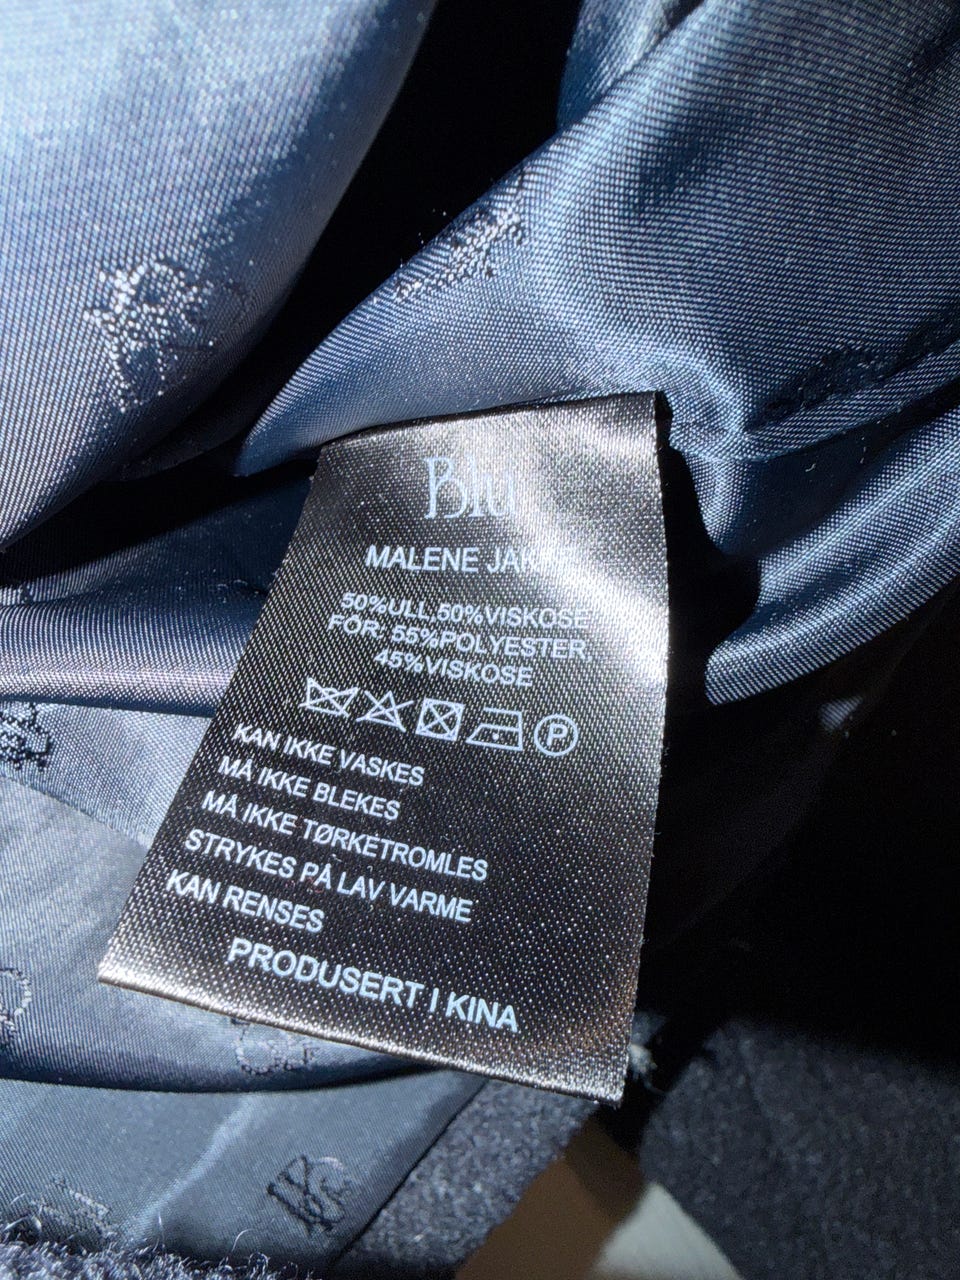 Blu
MALENE
50%ULL,50%VISKOSE
FÔR: 55%POLYESTER,
45%VISKOSE
P
KAN IKKE VASKES
MÅ IKKE BLEKES
MÅ IKKE TØRKETROMLES
STRYKES PÅ LAV VARME
KAN RENSES
PRODUSERT I KINA